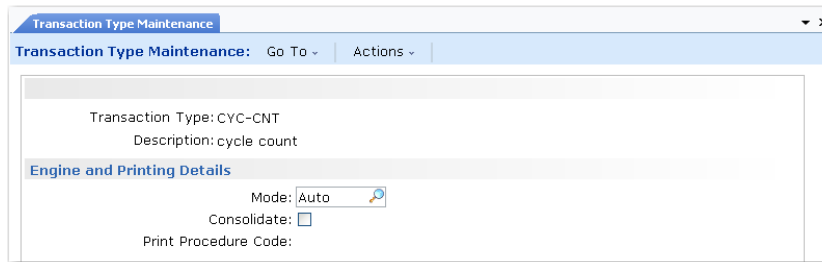 Transaction Type Maintenance
Transaction Type Maintenance: Go To Actions
Transaction Type: CYC-CNT
Description: cycle count
Engine and Printing Details
Mode: Auto
Consolidate:
Print Procedure Code: